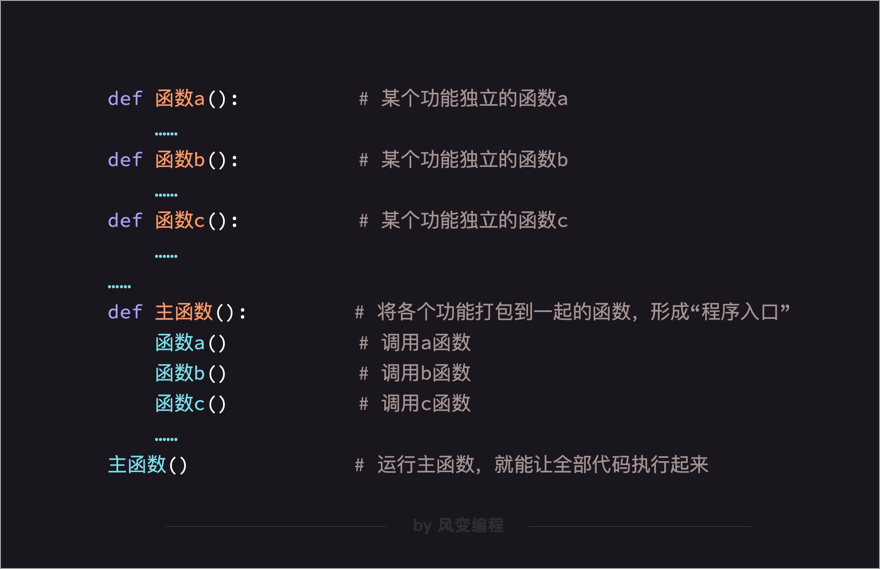 def 函数a():          # 某个功能独立的函数a
    ……
def 函数b():          # 某个功能独立的函数b
    ……
def 函数c():          # 某个功能独立的函数c
    ……
……
def 主函数():         # 将各个功能打包到一起的函数，形成“程序入口”
    函数a()           # 调用a函数
    函数b()           # 调用b函数
    函数c()           # 调用c函数
    ……
主函数()              # 运行主函数，就能让全部代码执行起来
by 风变编程